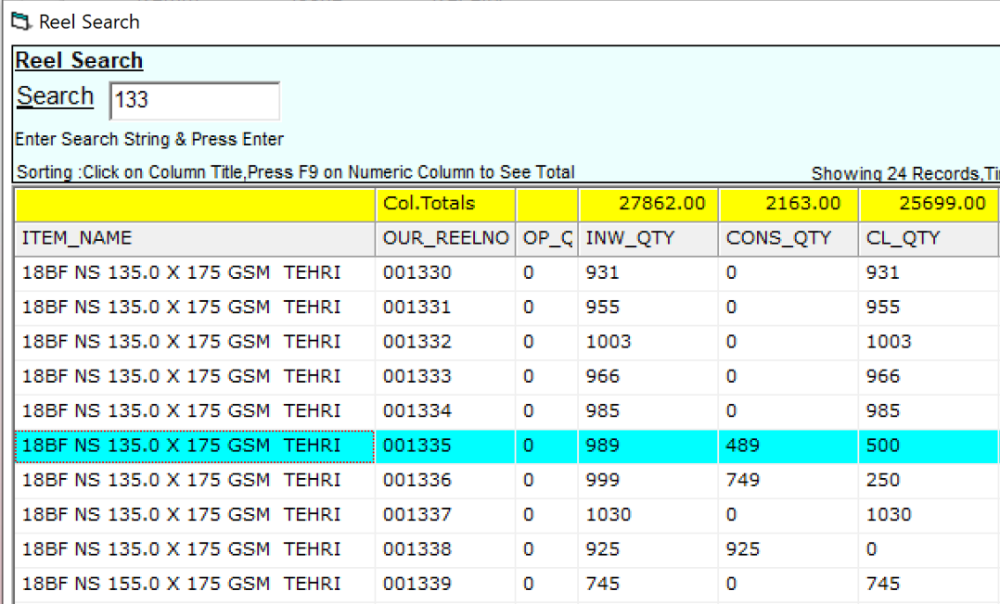 Reel Search
Reel Search
Search 133
Enter Search String & Press Enter
Sorting :Click on Column Title,Press F9 on Numeric Column to See Total Showing 24 Records,
Col.Totals 27862.00 2163.00 25699.00
ITEM_NAME OUR_REELNO OP_Q INW_QTY CONS_QTY CL_QTY
18BF NS 135.0 X 175 GSM TEHRI 001330 0 931 0 931
18BF NS 135.0 X 175 GSM TEHRI 001331 0 955 0 955
18BF NS 135.0 X 175 GSM TEHRI 001332 0 1003 0 1003
18BF NS 135.0 X 175 GSM TEHRI 001333 0 966 0 966
18BF NS 135.0 X 175 GSM TEHRI 001334 0 985 0 985
18BF NS 135.0 X 175 GSM TEHRI 001335 0 989 489 500
18BF NS 135.0 X 175 GSM TEHRI 001336 0 999 749 250
18BF NS 135.0 X 175 GSM TEHRI 001337 0 1030 0 1030
18BF NS 135.0 X 175 GSM TEHRI 001338 0 925 925 0
18BF NS 155.0 X 175 GSM TEHRI 001339 0 745 0 745